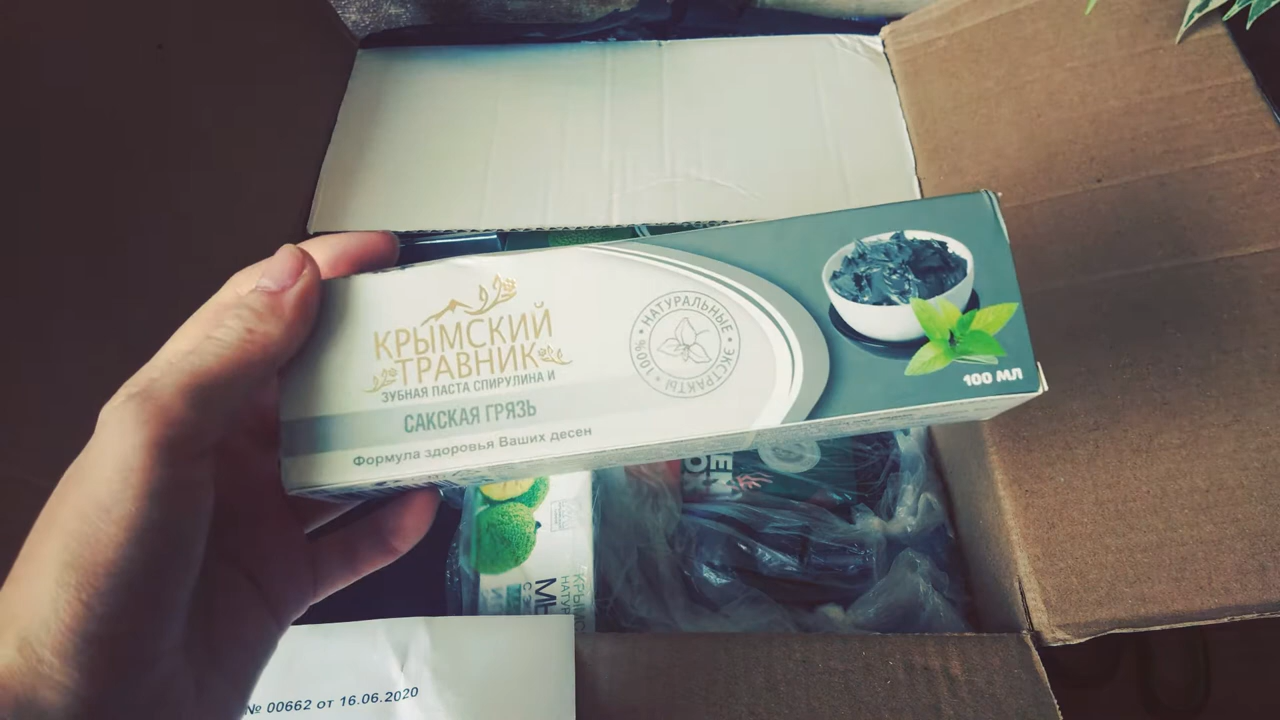 КРЫМСКИЙ
ТРАВНИК
ЗУБНАЯ ПАСТА СПИРУЛИНА И
САКСКАЯ ГРЯЗЬ
Формула здоровья Ваших десен
100% НАТУРАЛЬНЫЕ ЭКСТРАКТЫ
100 МЛ
№ 00662 от 16.06.2020